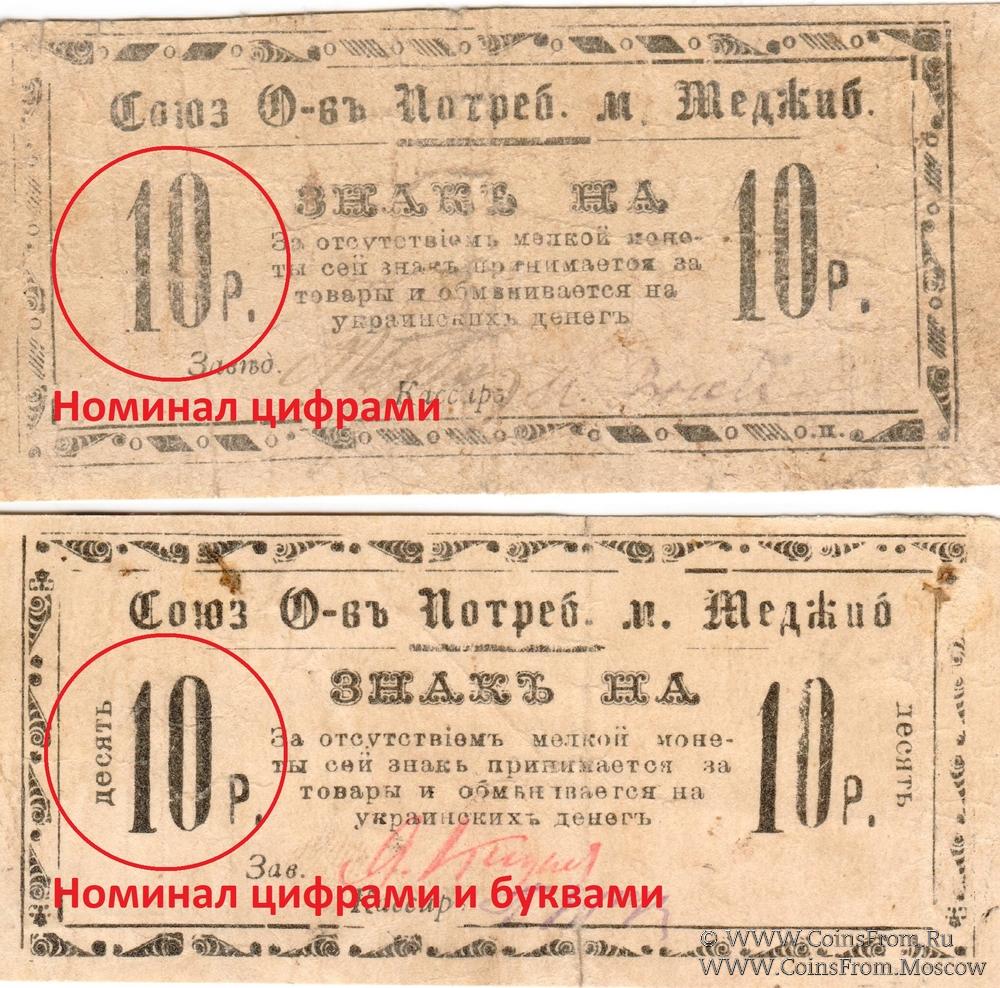 Союз О-въ Потреб. м. Меджиб.
10 р. ЗНАКЪ НА 10 р.
За отсутствіемъ мелкой моне-
ты сей знакъ принимается за
товары и обмѣнивается на
украинскихъ денегъ
Завѣд.
Кассиръ
Номинал цифрами
о.п.
Союз О-въ Потреб. м. Меджиб
десять 10 р. ЗНАКЪ НА 10 р. десять
За отсутствіемъ мелкой моне-
ты сей знакъ принимается за
товары и обмѣнивается на
украинскихъ денегъ
Зав.
Кассир
Номинал цифрами и буквами
© WWW.CoinsFrom.Ru
WWW.CoinsFrom.Moscow